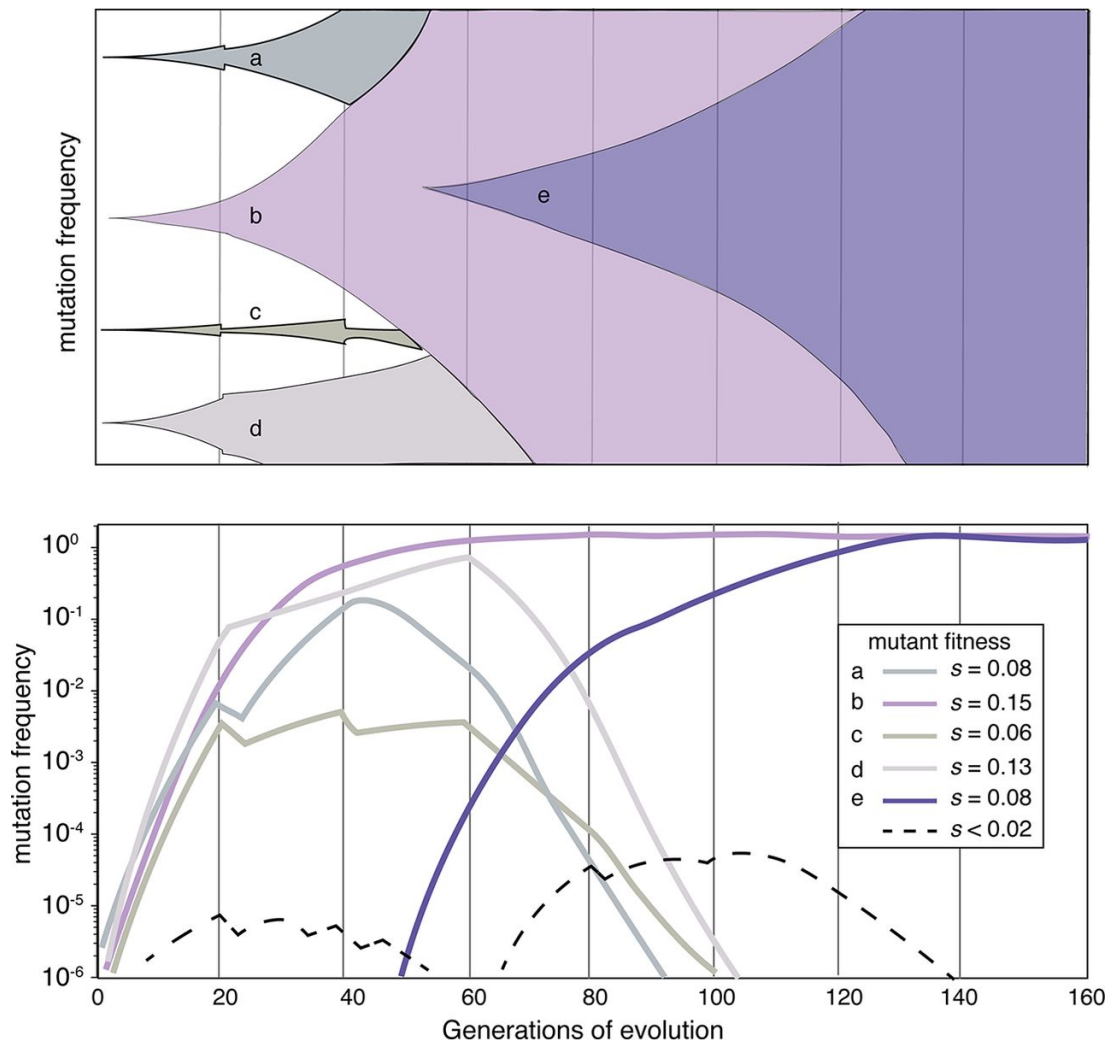 mutation frequency
a
b
c
d
e
mutation frequency
10⁰
10⁻¹
10⁻²
10⁻³
10⁻⁴
10⁻⁵
10⁻⁶
mutant fitness
a s = 0.08
b s = 0.15
c s = 0.06
d s = 0.13
e s = 0.08
s < 0.02
0 20 40 60 80 100 120 140 160
Generations of evolution